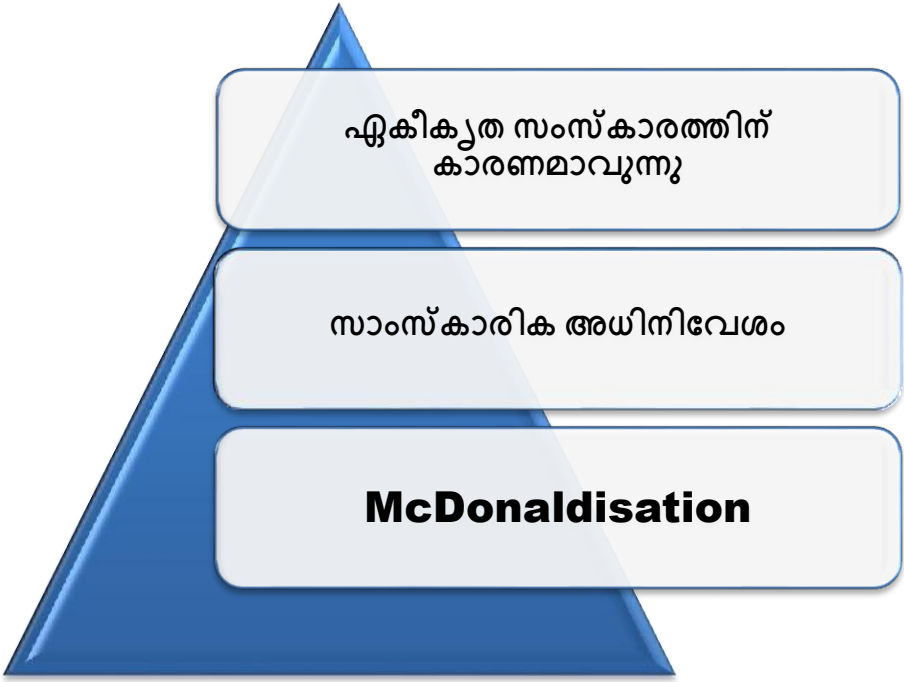 ഏകീകൃത സംസ്കാരത്തിന്
കാരണമാവുന്നു
സാംസ്കാരിക അധിനിവേശം
McDonaldisation